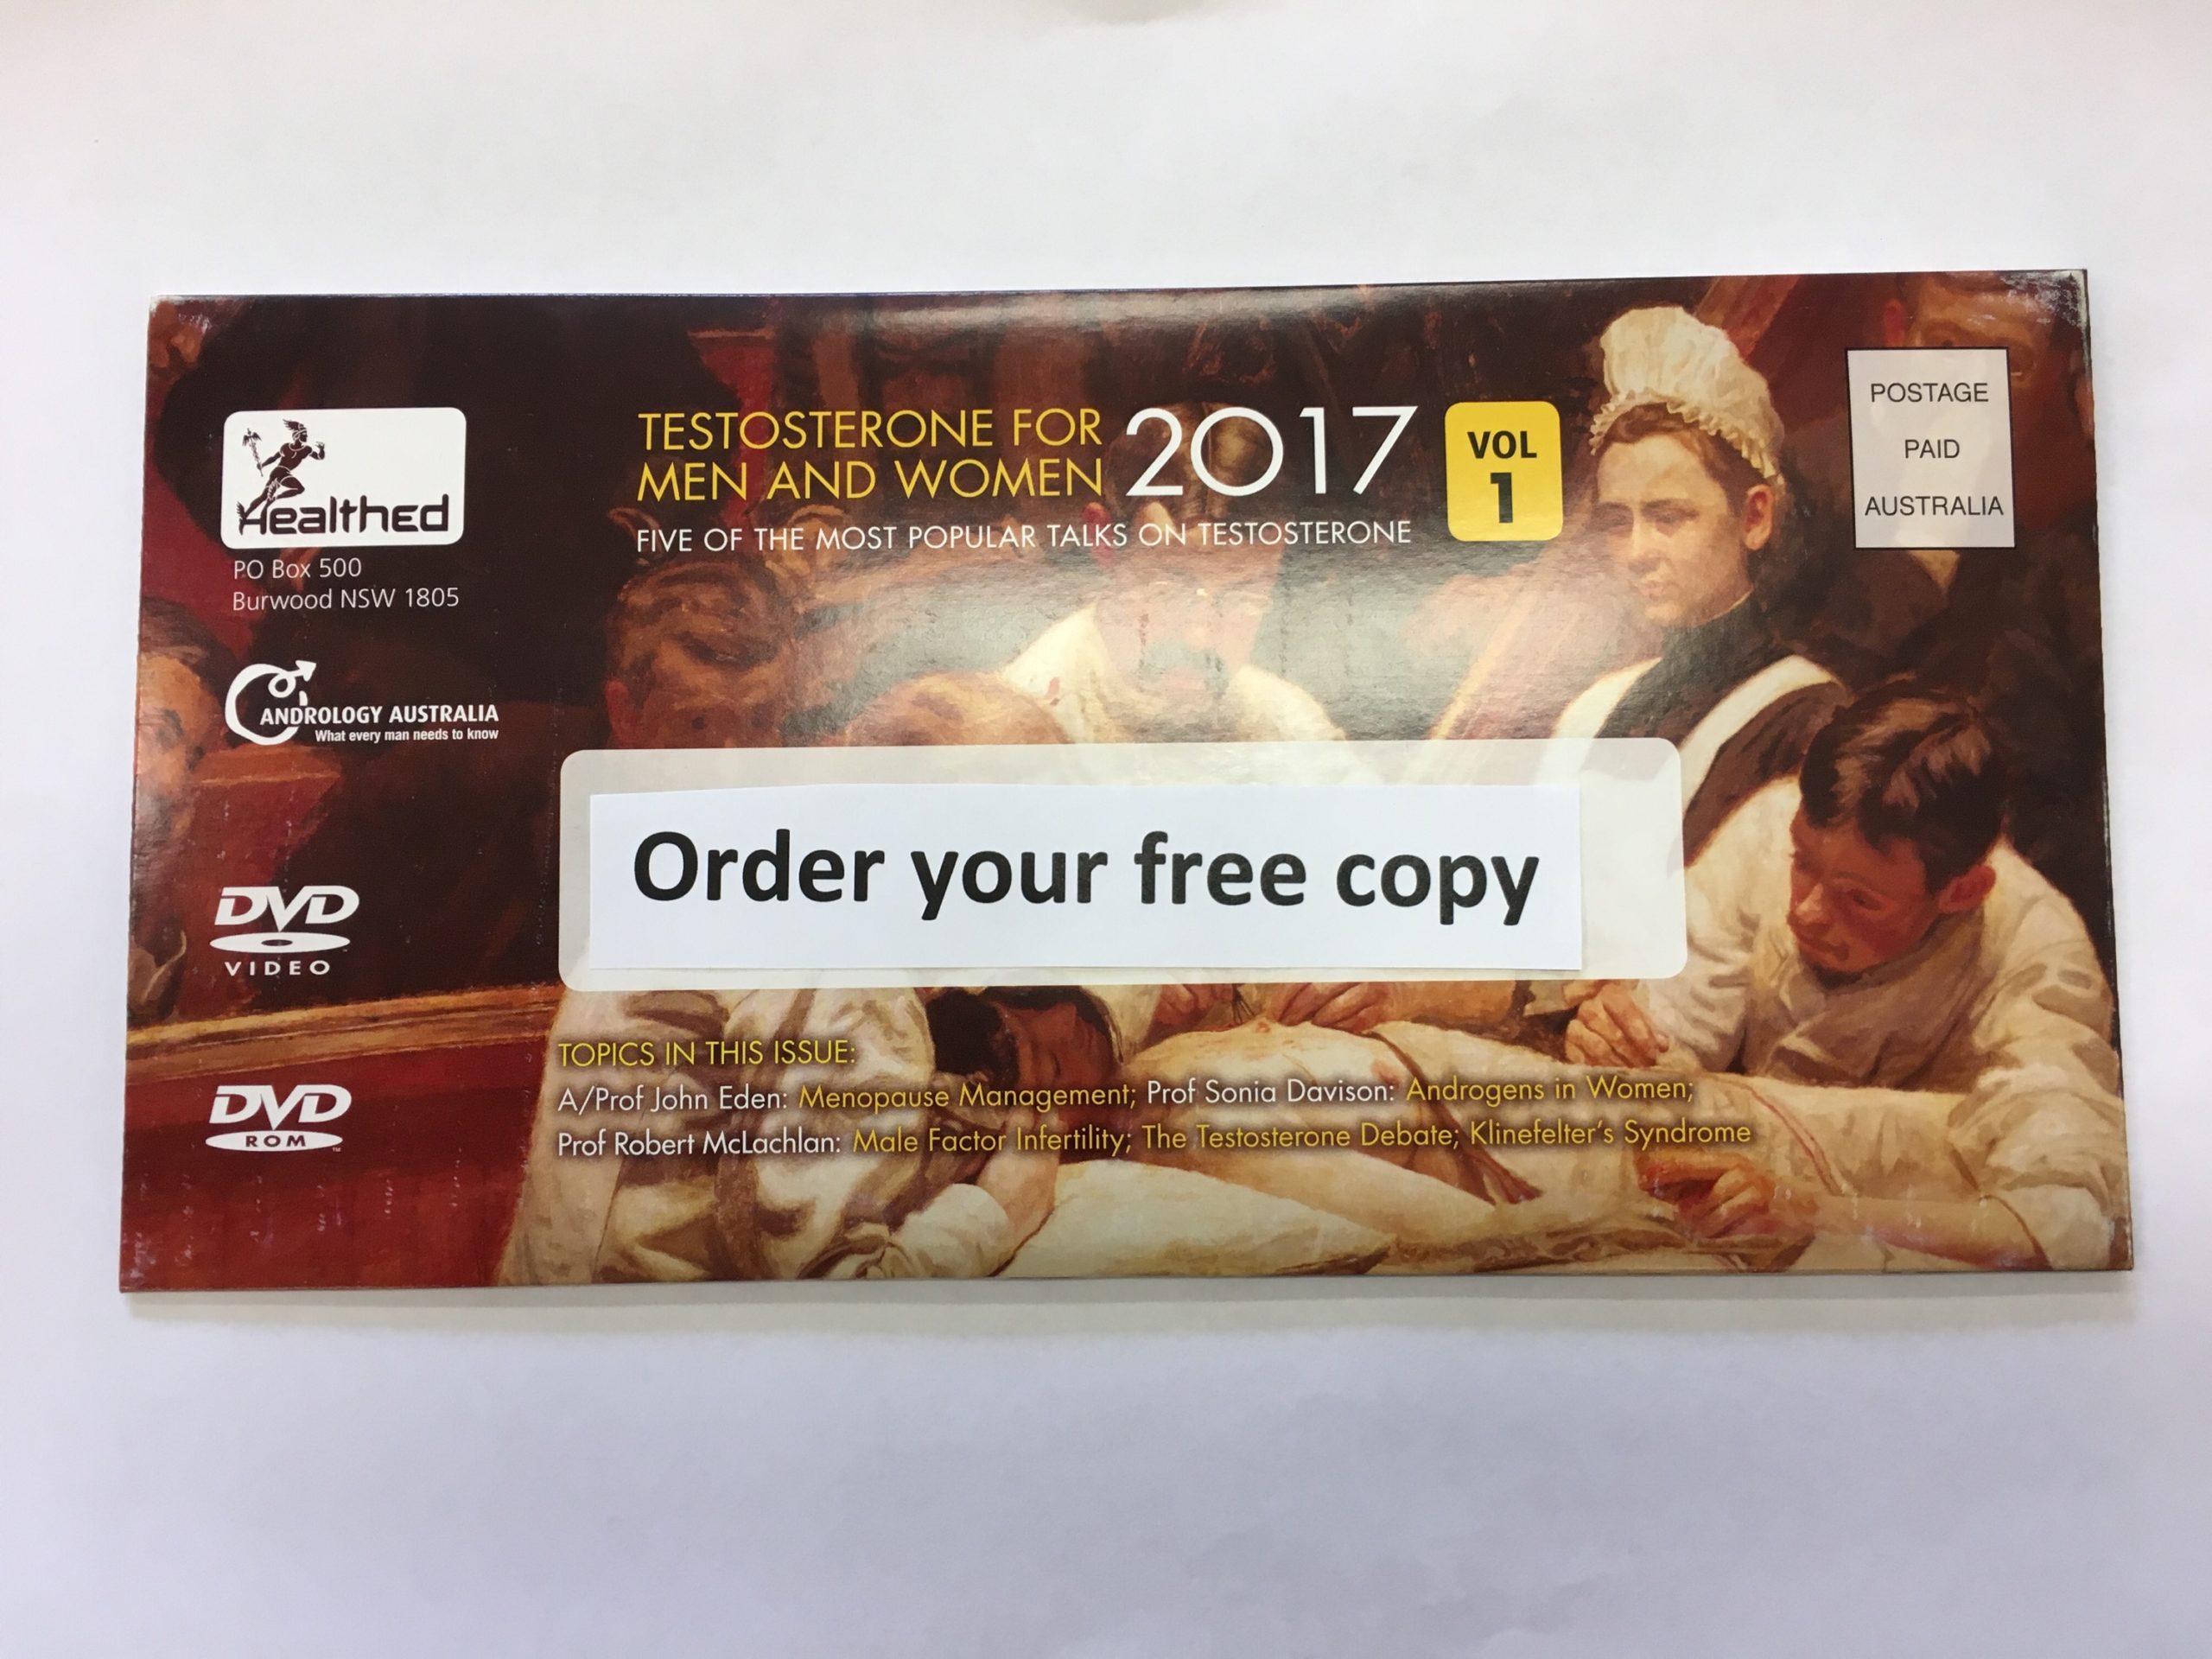 HealthEd
PO Box 500
Burwood NSW 1805
ANDROLOGY AUSTRALIA
What every man needs to know
DVD
VIDEO
DVD
ROM
TESTOSTERONE FOR
MEN AND WOMEN
2017
VOL
1
FIVE OF THE MOST POPULAR TALKS ON TESTOSTERONE
POSTAGE
PAID
AUSTRALIA
Order your free copy
TOPICS IN THIS ISSUE:
A/Prof John Eden: Menopause Management; Prof Sonia Davison: Androgens in Women;
Prof Robert McLachlan: Male Factor Infertility; The Testosterone Debate; Klinefelter's Syndrome